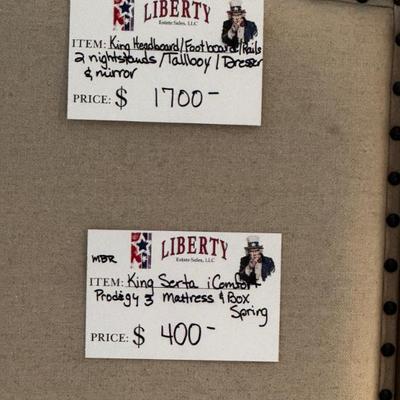 LIBERTY
Estate Sales, LLC
ITEM: King Headboard/Footboard/Rails
2 nightstands/Tallboy/Dresser
& mirror
PRICE: $ 1700-
LIBERTY
Estate Sales, LLC
MBR
ITEM: King Serta iComfort
Prodigy 3 Mattress & Box
Spring
PRICE: $ 400-